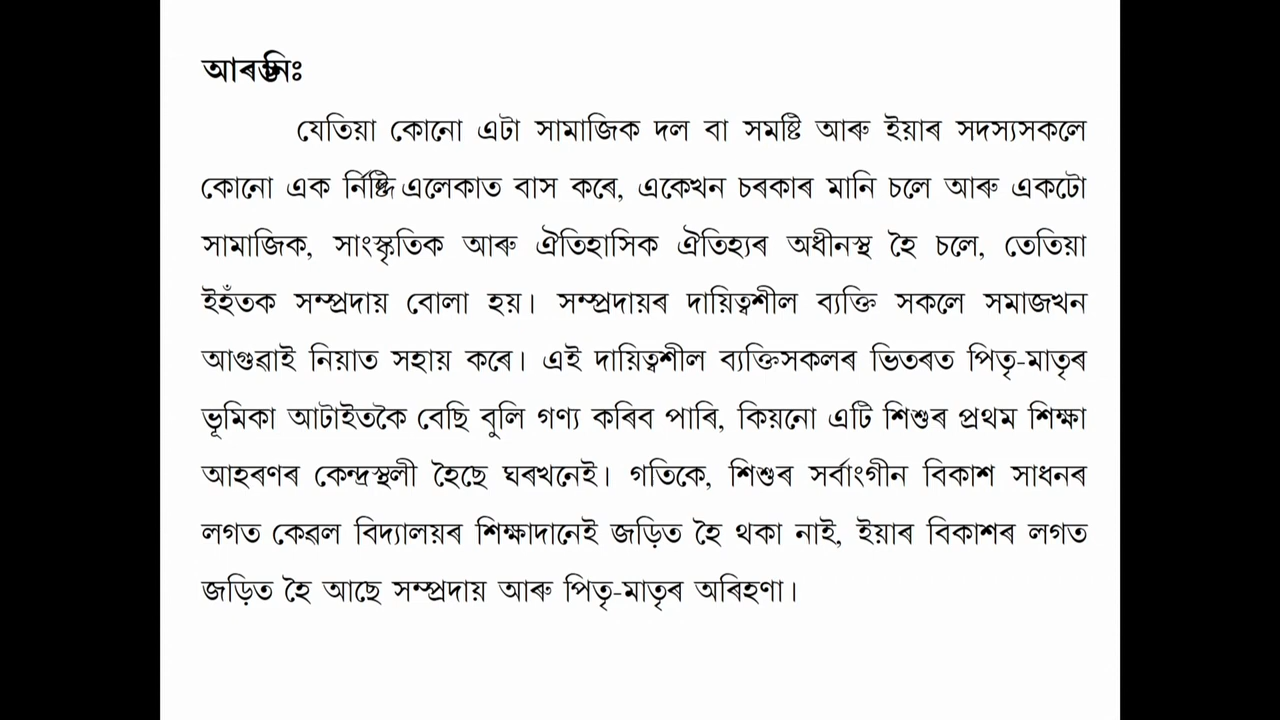 আৰম্ভনিঃ
যেতিয়া কোনো এটা সামাজিক দল বা সমষ্টি আৰু ইয়াৰ সদস্যসকলে
কোনো এক নিৰ্দ্দিষ্ট এলেকাত বাস কৰে, একেখন চৰকাৰ মানি চলে আৰু একটো
সামাজিক, সাংস্কৃতিক আৰু ঐতিহাসিক ঐতিহ্যৰ অধীনস্থ হৈ চলে, তেতিয়া
ইহঁতক সম্প্ৰদায় বোলা হয়। সম্প্ৰদায়ৰ দায়িত্বশীল ব্যক্তি সকলে সমাজখন
আগুৱাই নিয়াত সহায় কৰে। এই দায়িত্বশীল ব্যক্তিসকলৰ ভিতৰত পিতৃ-মাতৃৰ
ভূমিকা আটাইতকৈ বেছি বুলি গণ্য কৰিব পাৰি, কিয়নো এটি শিশুৰ প্ৰথম শিক্ষা
আহৰণৰ কেন্দ্ৰস্থলী হৈছে ঘৰখনেই। গতিকে, শিশুৰ সৰ্বাংগীন বিকাশ সাধনৰ
লগত কেৱল বিদ্যালয়ৰ শিক্ষাদানেই জড়িত হৈ থকা নাই, ইয়াৰ বিকাশৰ লগত
জড়িত হৈ আছে সম্প্ৰদায় আৰু পিতৃ-মাতৃৰ অৰিহণা।